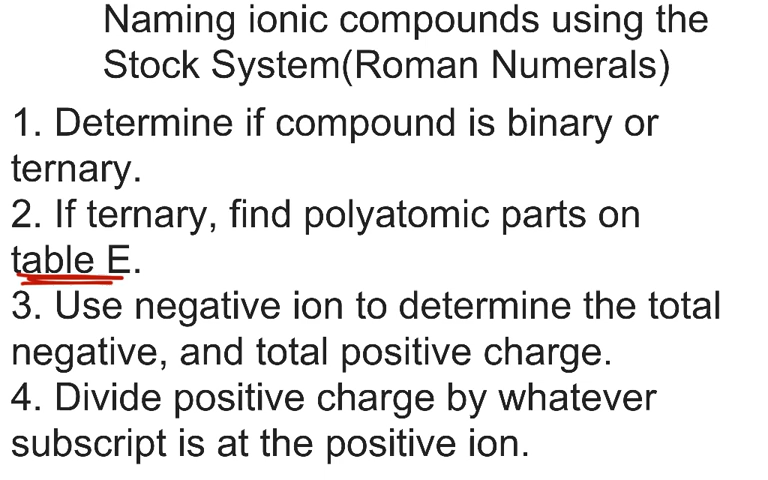 Naming ionic compounds using the
Stock System(Roman Numerals)
1. Determine if compound is binary or
ternary.
2. If ternary, find polyatomic parts on
table E.
3. Use negative ion to determine the total
negative, and total positive charge.
4. Divide positive charge by whatever
subscript is at the positive ion.